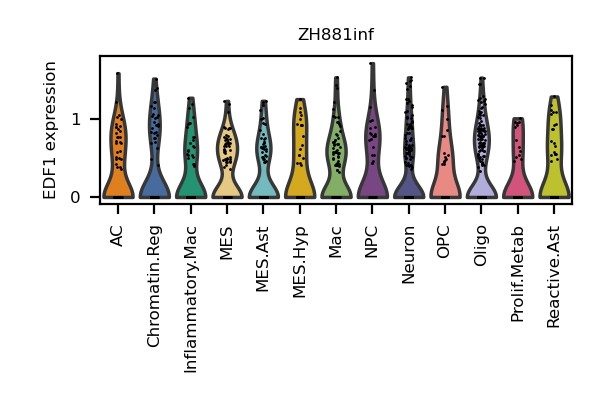 ZH881inf
EDF1 expression
1
0
AC
Chromatin.Reg
Inflammatory.Mac
MES
MES.Ast
MES.Hyp
Mac
NPC
Neuron
OPC
Oligo
Prolif.Metab
Reactive.Ast